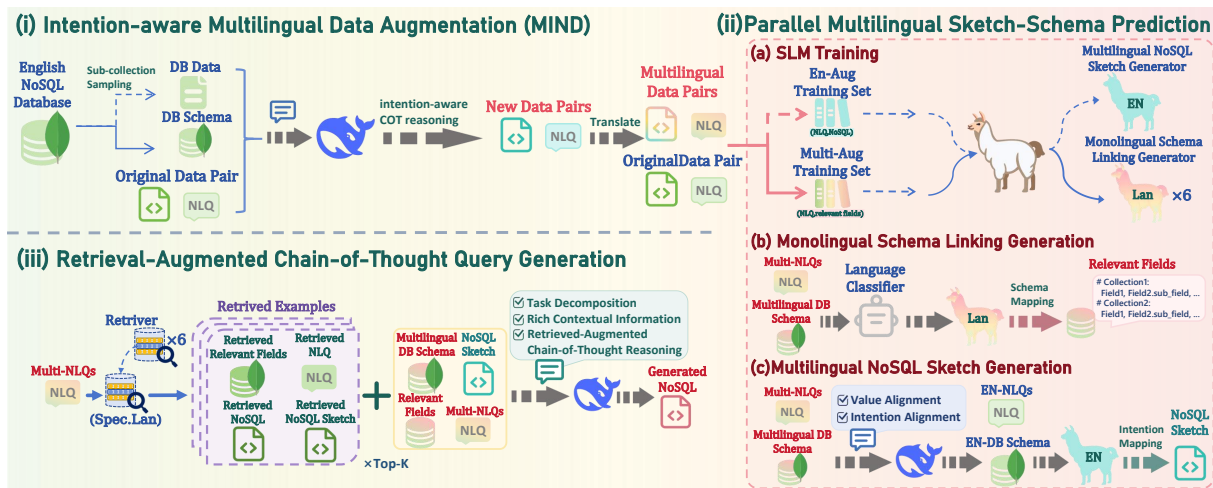 (i) Intention-aware Multilingual Data Augmentation (MIND)
English
NoSQL
Database
Sub-collection
Sampling
DB Data
DB Schema
Original Data Pair
NLQ
intention-aware
COT reasoning
New Data Pairs
NLQ
Translate
Multilingual
Data Pairs
NLQ
OriginalData Pair
NLQ
(ii)Parallel Multilingual Sketch-Schema Prediction
(a) SLM Training
En-Aug
Training Set
(NLQ,NoSQL)
Multi-Aug
Training Set
(NLQ,relevant fields)
Multilingual NoSQL
Sketch Generator
EN
Monolingual Schema
Linking Generator
Lan
×6
(b) Monolingual Schema Linking Generation
Multi-NLQs
NLQ
Multilingual DB
Schema
Language
Classifier
Lan
Schema
Mapping
Relevant Fields
# Collection1:
Field1, Field2.sub_field, ...
# Collection2:
Field1, Field2.sub_field, ...
(c)Multilingual NoSQL Sketch Generation
Multi-NLQs
NLQ
Multilingual DB
Schema
Value Alignment
Intention Alignment
EN-NLQs
NLQ
EN-DB Schema
EN
Intention
Mapping
NoSQL
Sketch
(iii) Retrieval-Augmented Chain-of-Thought Query Generation
Multi-NLQs
NLQ
Retriver
×6
(Spec.Lan)
Retrived Examples
Retrieved
Relevant Fields
Retrieved
NLQ
NLQ
Retrieved
NoSQL
Retrieved
NoSQL Sketch
×Top-K
Multilingual
DB Schema
NoSQL
Sketch
Relevant
Fields
Multi-NLQs
NLQ
Task Decomposition
Rich Contextual Information
Retrieved-Augmented
Chain-of-Thought Reasoning
Generated
NoSQL